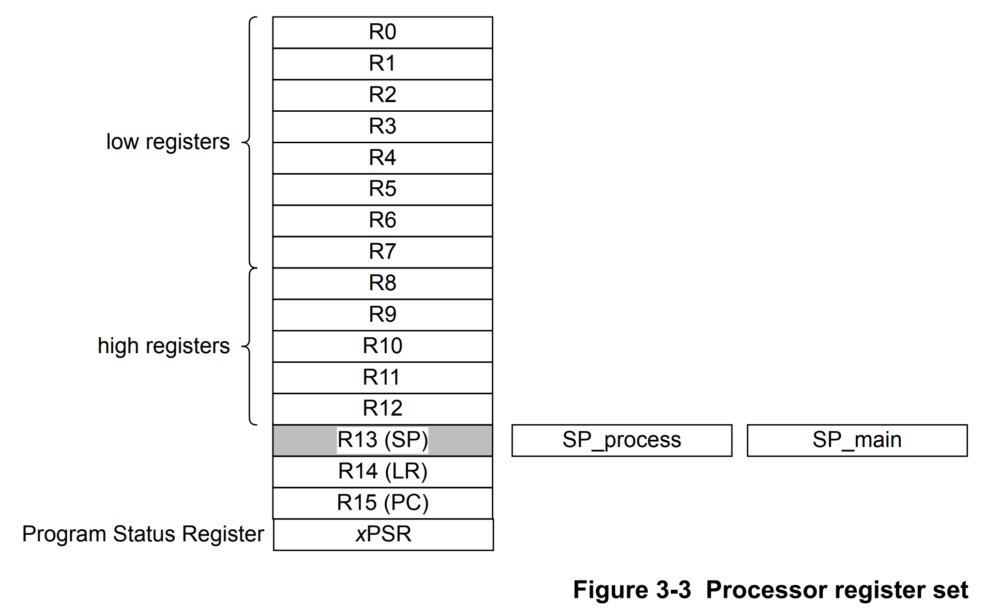 R0
R1
R2
R3
low registers
R4
R5
R6
R7
R8
R9
high registers R10
R11
R12
R13 (SP) SP_process SP_main
R14 (LR)
R15 (PC)
Program Status Register xPSR
Figure 3-3 Processor register set